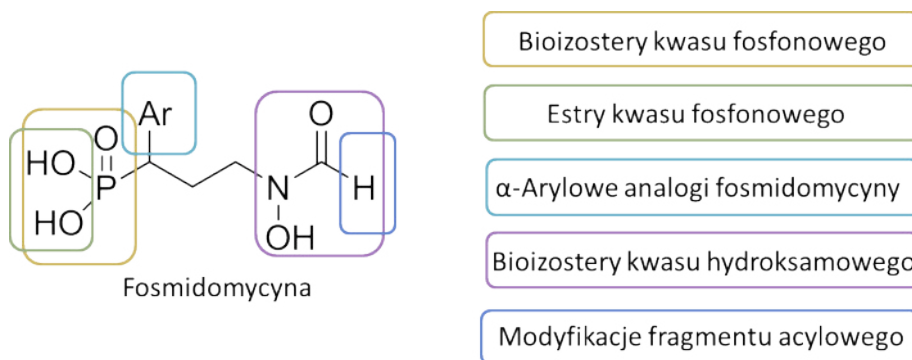 Ar
O
HO
P
HO
O
N
H
OH
Fosmidomycyna
Bioizostery kwasu fosfonowego
Estry kwasu fosfonowego
α-Arylowe analogi fosmidomycyny
Bioizostery kwasu hydroksamowego
Modyfikacje fragmentu acylowego